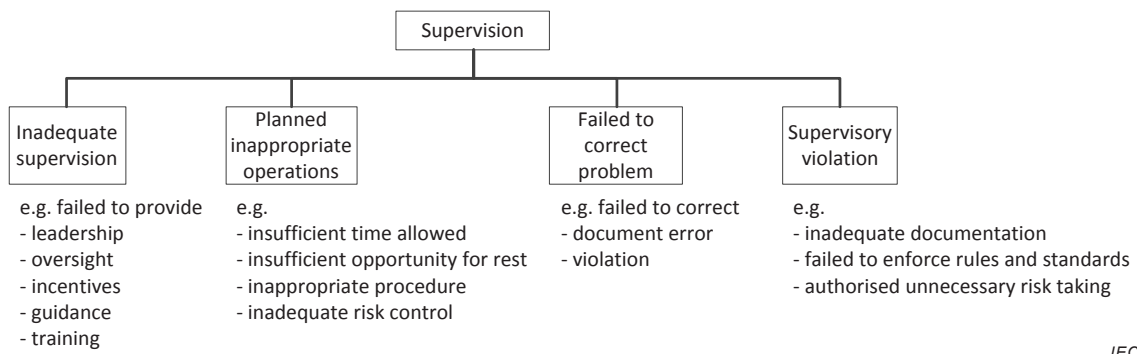 Supervision
Inadequate
supervision
e.g. failed to provide
- leadership
- oversight
- incentives
- guidance
- training
Planned
inappropriate
operations
e.g.
- insufficient time allowed
- insufficient opportunity for rest
- inappropriate procedure
- inadequate risk control
Failed to
correct
problem
e.g. failed to correct
- document error
- violation
Supervisory
violation
e.g.
- inadequate documentation
- failed to enforce rules and standards
- authorised unnecessary risk taking